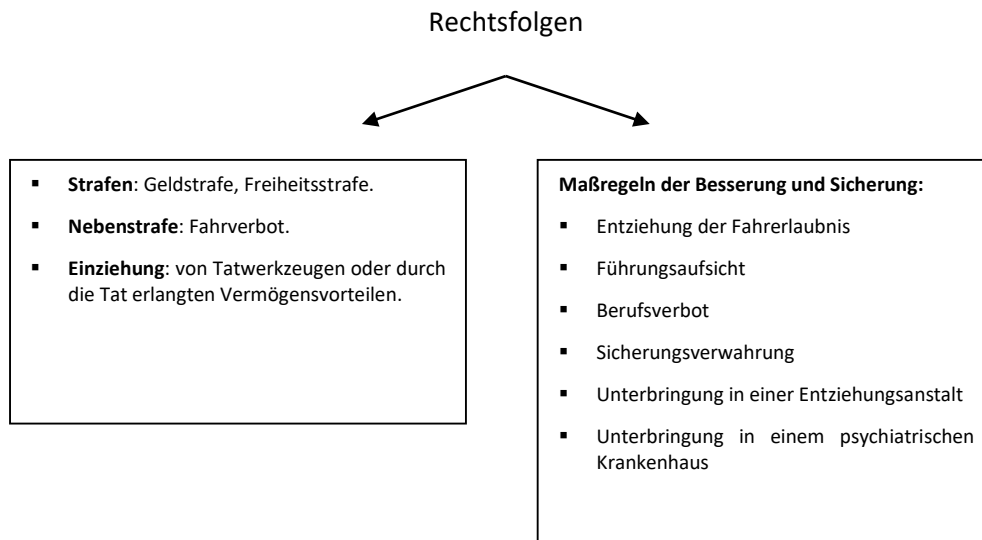 Rechtsfolgen
▪ Strafen: Geldstrafe, Freiheitsstrafe.
▪ Nebenstrafe: Fahrverbot.
▪ Einziehung: von Tatwerkzeugen oder durch
die Tat erlangten Vermögensvorteilen.
Maßregeln der Besserung und Sicherung:
▪ Entziehung der Fahrerlaubnis
▪ Führungsaufsicht
▪ Berufsverbot
▪ Sicherungsverwahrung
▪ Unterbringung in einer Entziehungsanstalt
▪ Unterbringung in einem psychiatrischen
Krankenhaus